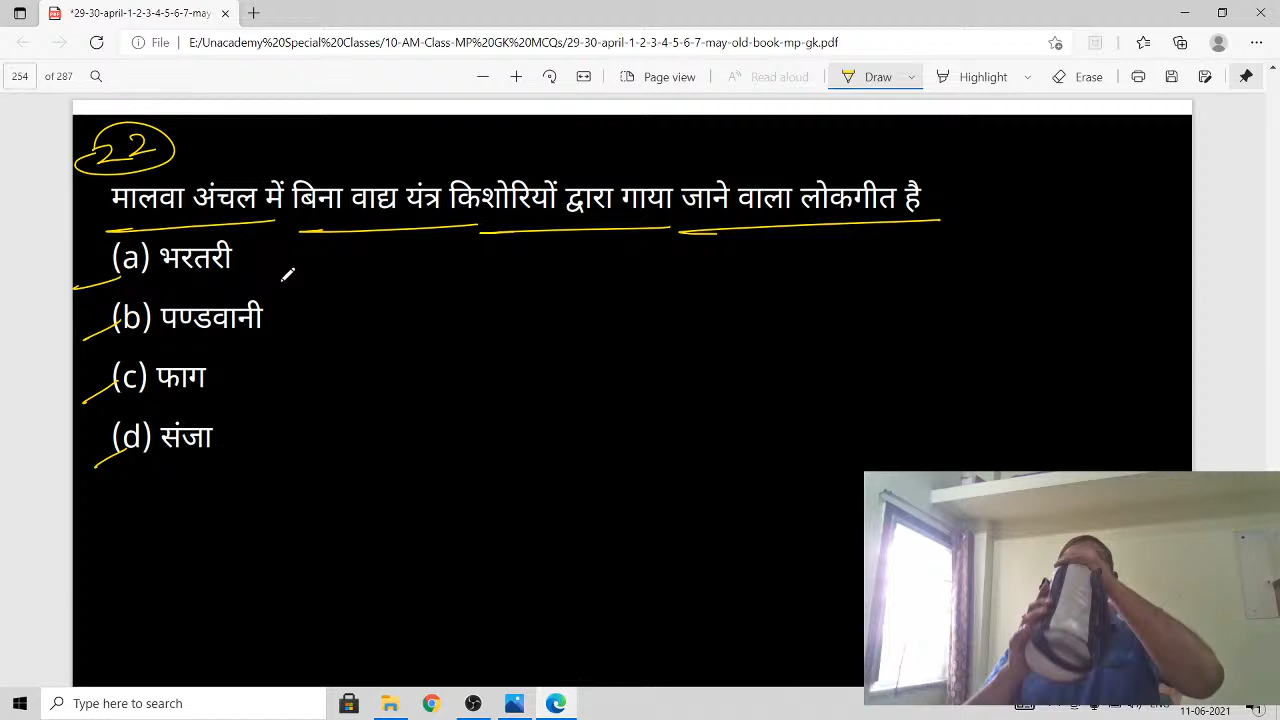 *29-30-april-1-2-3-4-5-6-7-may
File E:/Unacademy%20Special%20Classes/10-AM-Class-MP%20GK%20MCQs/29-30-april-1-2-3-4-5-6-7-may-old-book-mp-gk.pdf
254 of 287 Page view Read aloud Draw Highlight Erase
22
मालवा अंचल में बिना वाद्य यंत्र किशोरियों द्वारा गाया जाने वाला लोकगीत है
(a) भरतरी
(b) पण्डवानी
(c) फाग
(d) संजा
Type here to search
11-06-2021